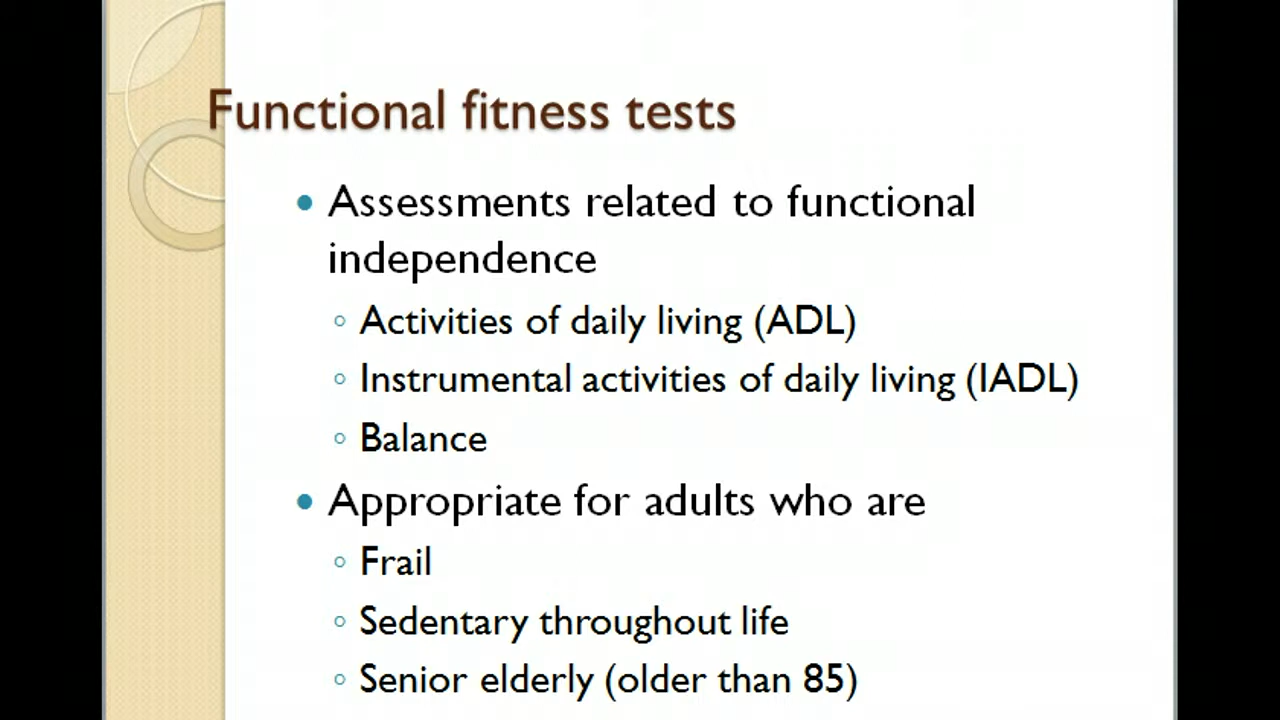 Functional fitness tests
• Assessments related to functional
independence
◦ Activities of daily living (ADL)
◦ Instrumental activities of daily living (IADL)
◦ Balance
• Appropriate for adults who are
◦ Frail
◦ Sedentary throughout life
◦ Senior elderly (older than 85)